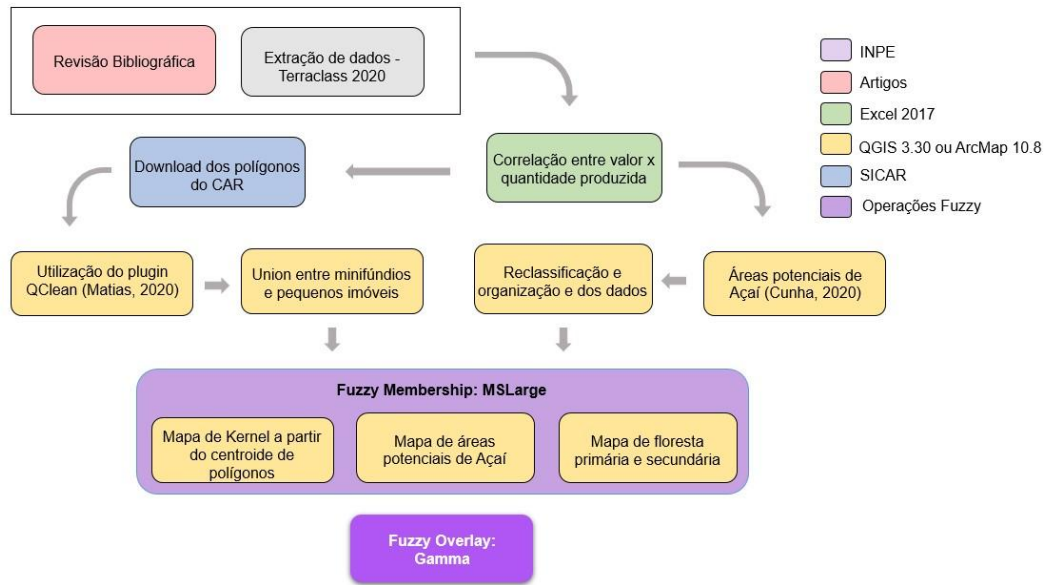 Revisão Bibliográfica
Extração de dados -
Terraclass 2020
INPE
Artigos
Excel 2017
QGIS 3.30 ou ArcMap 10.8
SICAR
Operações Fuzzy
Download dos polígonos
do CAR
Correlação entre valor x
quantidade produzida
Utilização do plugin
QClean (Matias, 2020)
Union entre minifúndios
e pequenos imóveis
Reclassificação e
organização e dos dados
Áreas potenciais de
Açaí (Cunha, 2020)
Fuzzy Membership: MSLarge
Mapa de Kernel a partir
do centroide de
polígonos
Mapa de áreas
potenciais de Açaí
Mapa de floresta
primária e secundária
Fuzzy Overlay:
Gamma